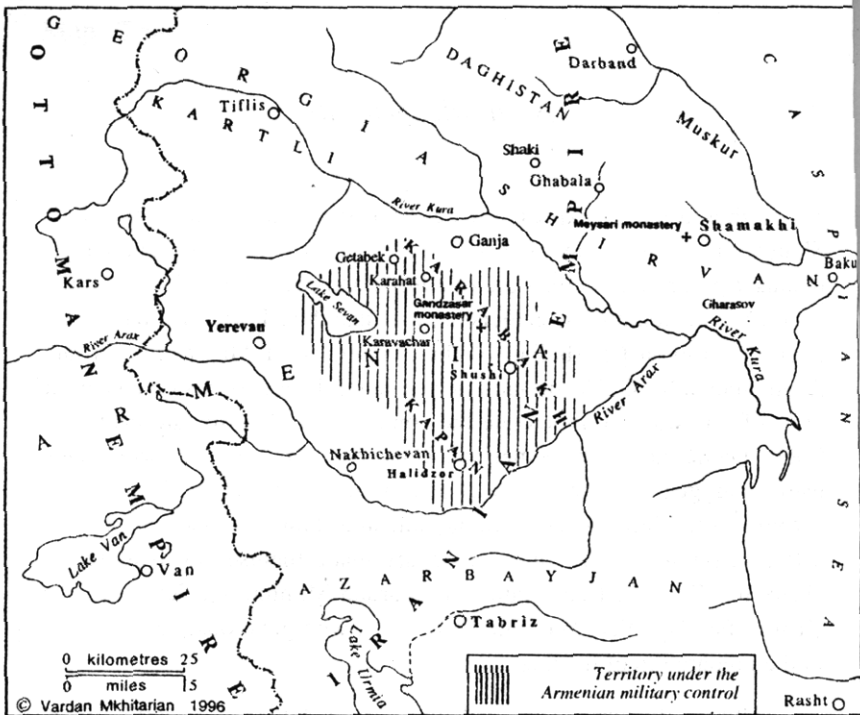 GEORGIA
OTTOMAN EMPIRE
DAGHISTAN
Darband
CASPIAN SEA
KARTLI
Tiflis
Muskur
Shaki
Ghabala
SHIRVAN
River Kura
Meysari monastery
Shamakhi
Ganja
Baku
Getabek
KARABAKH
Kars
Karahat
Lake Sevan
Gandzasar monastery
Gharasov
Yerevan
Karavachar
River Kura
River Arax
Shushi
River Arax
ARMENIA
KAPAN
Nakhichevan
Halidzor
IRANIAN EMPIRE
Lake Van
Van
AZARBAYJAN
Lake Urmia
Tabriz
0 kilometres 25
0 miles 15
Territory under the
Armenian military control
© Vardan Mkhitarian 1996
Rasht